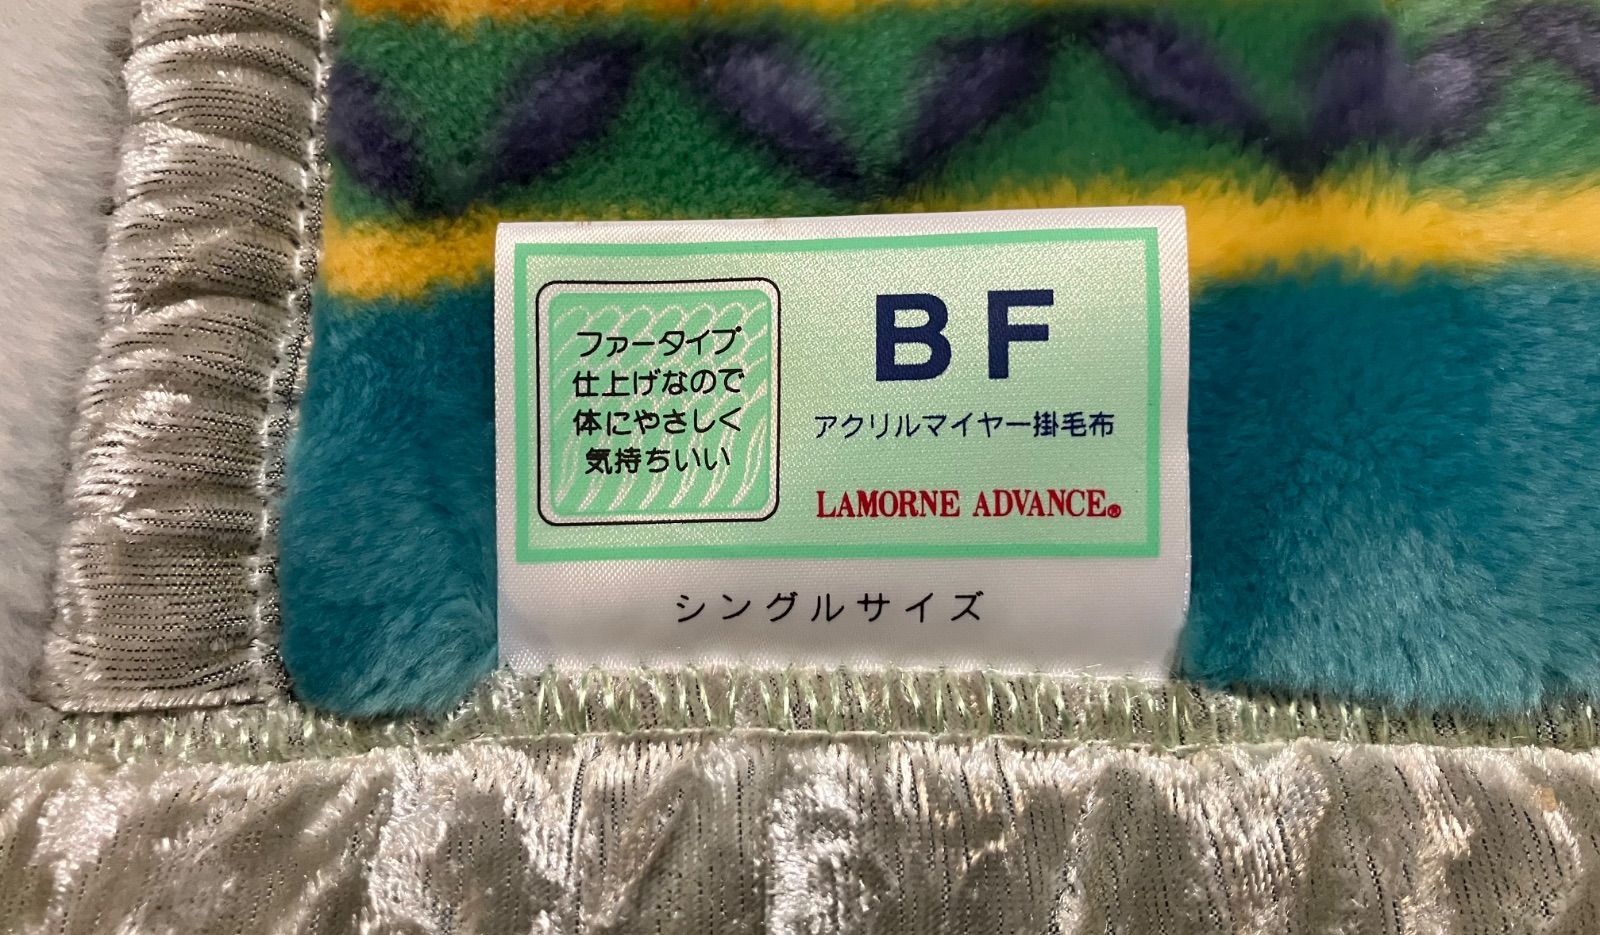 ファータイプ
仕上げなので
体にやさしく
気持ちいい
BF
アクリルマイヤー掛毛布
LAMORNE ADVANCE®
シングルサイズ